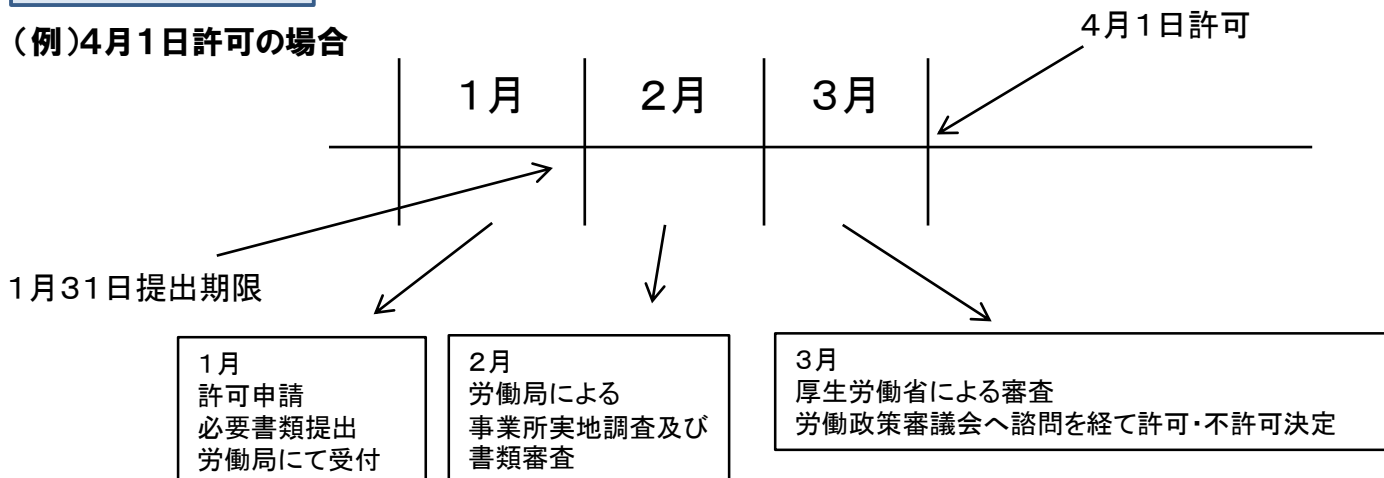 （例）4月1日許可の場合
4月1日許可
1月
2月
3月
1月31日提出期限
1月
許可申請
必要書類提出
労働局にて受付
2月
労働局による
事業所実地調査及び
書類審査
3月
厚生労働省による審査
労働政策審議会へ諮問を経て許可・不許可決定